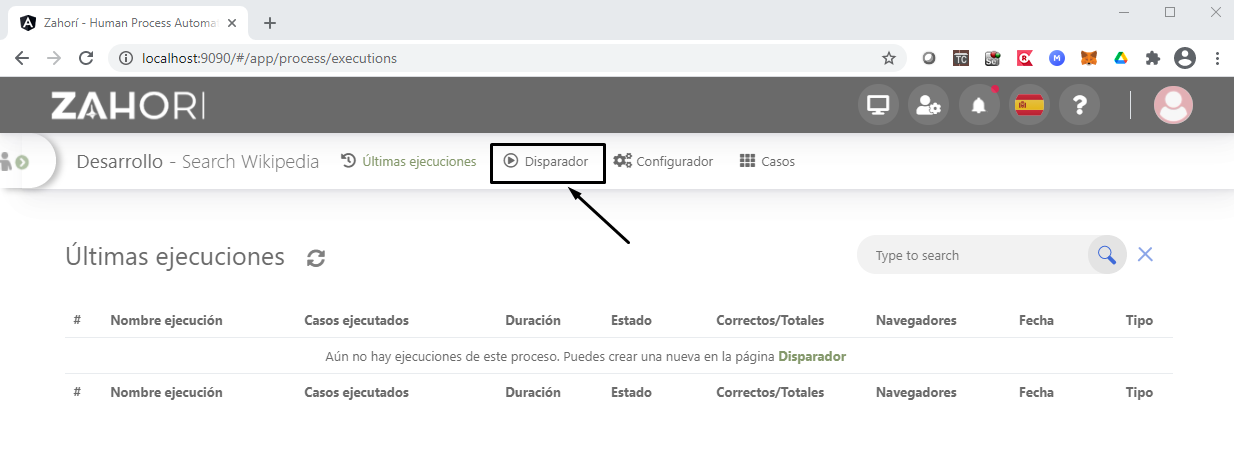 Zahorí - Human Process Automat
localhost:9090/#/app/process/executions
ZAHORI
Desarrollo - Search Wikipedia Últimas ejecuciones Disparador Configurador Casos
Últimas ejecuciones
Type to search
# Nombre ejecución Casos ejecutados Duración Estado Correctos/Totales Navegadores Fecha Tipo
Aún no hay ejecuciones de este proceso. Puedes crear una nueva en la página Disparador
# Nombre ejecución Casos ejecutados Duración Estado Correctos/Totales Navegadores Fecha Tipo